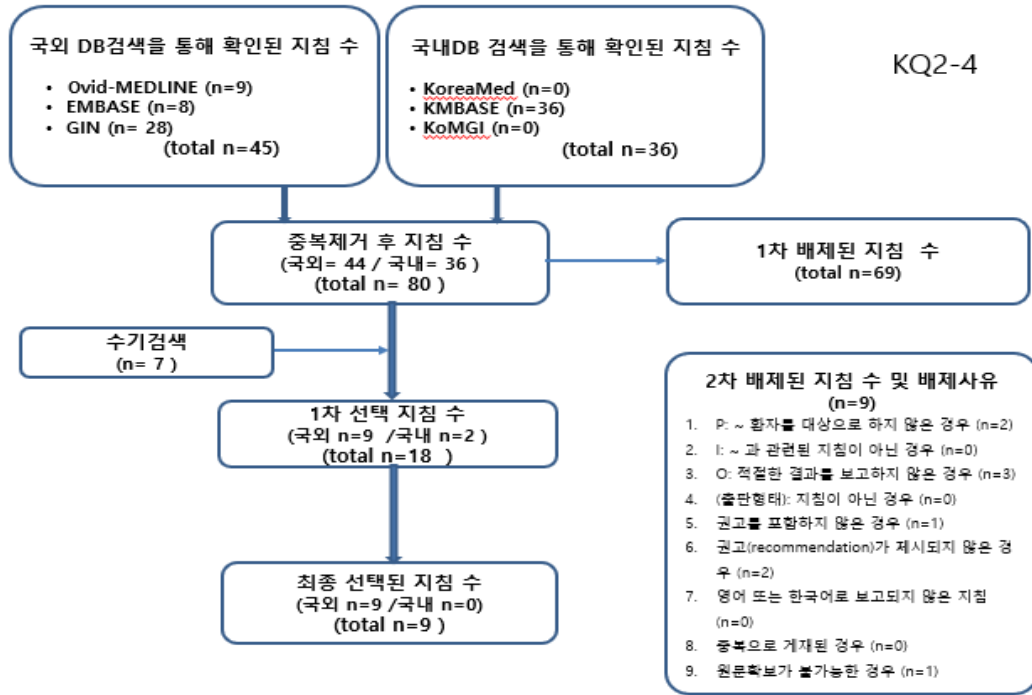 국외 DB검색을 통해 확인된 지침 수
• Ovid-MEDLINE (n=9)
• EMBASE (n=8)
• GIN (n= 28)
(total n=45)
국내DB 검색을 통해 확인된 지침 수
• KoreaMed (n=0)
• KMBASE (n=36)
• KoMGI (n=0)
(total n=36)
KQ2-4
중복제거 후 지침 수
(국외= 44 / 국내= 36 )
(total n= 80 )
1차 배제된 지침 수
(total n=69)
수기검색
(n= 7 )
1차 선택 지침 수
(국외 n=9 /국내 n=2 )
(total n=18 )
최종 선택된 지침 수
(국외 n=9 /국내 n=0)
(total n=9 )
2차 배제된 지침 수 및 배제사유
(n=9)
1. P: ~ 환자를 대상으로 하지 않은 경우 (n=2)
2. I: ~ 과 관련된 지침이 아닌 경우 (n=0)
3. O: 적절한 결과를 보고하지 않은 경우 (n=3)
4. (출판형태): 지침이 아닌 경우 (n=0)
5. 권고를 포함하지 않은 경우 (n=1)
6. 권고(recommendation)가 제시되지 않은 경
우 (n=2)
7. 영어 또는 한국어로 보고되지 않은 지침
(n=0)
8. 중복으로 게재된 경우 (n=0)
9. 원문확보가 불가능한 경우 (n=1)